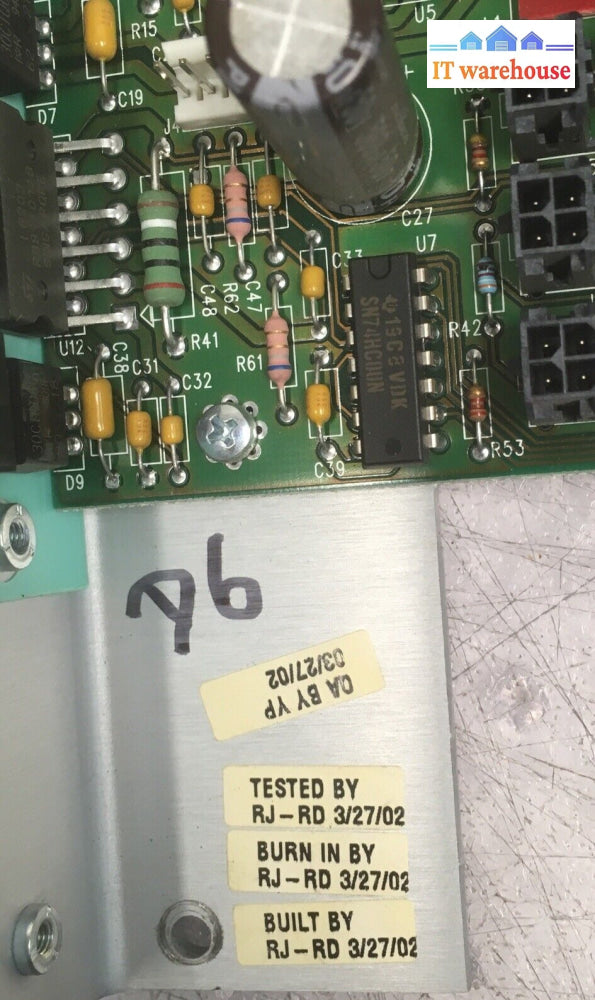 IT warehouse
U5
R15
C19
D7
J4
C27
U7
C48
R62
C47
R41
R61
U12
C38
C31
C32
R42
SN74HC00N
D9
C39
R53
QA BY YP
03/27/02
TESTED BY
RJ-RD 3/27/02
BURN IN BY
RJ-RD 3/27/02
BUILT BY
RJ-RD 3/27/02